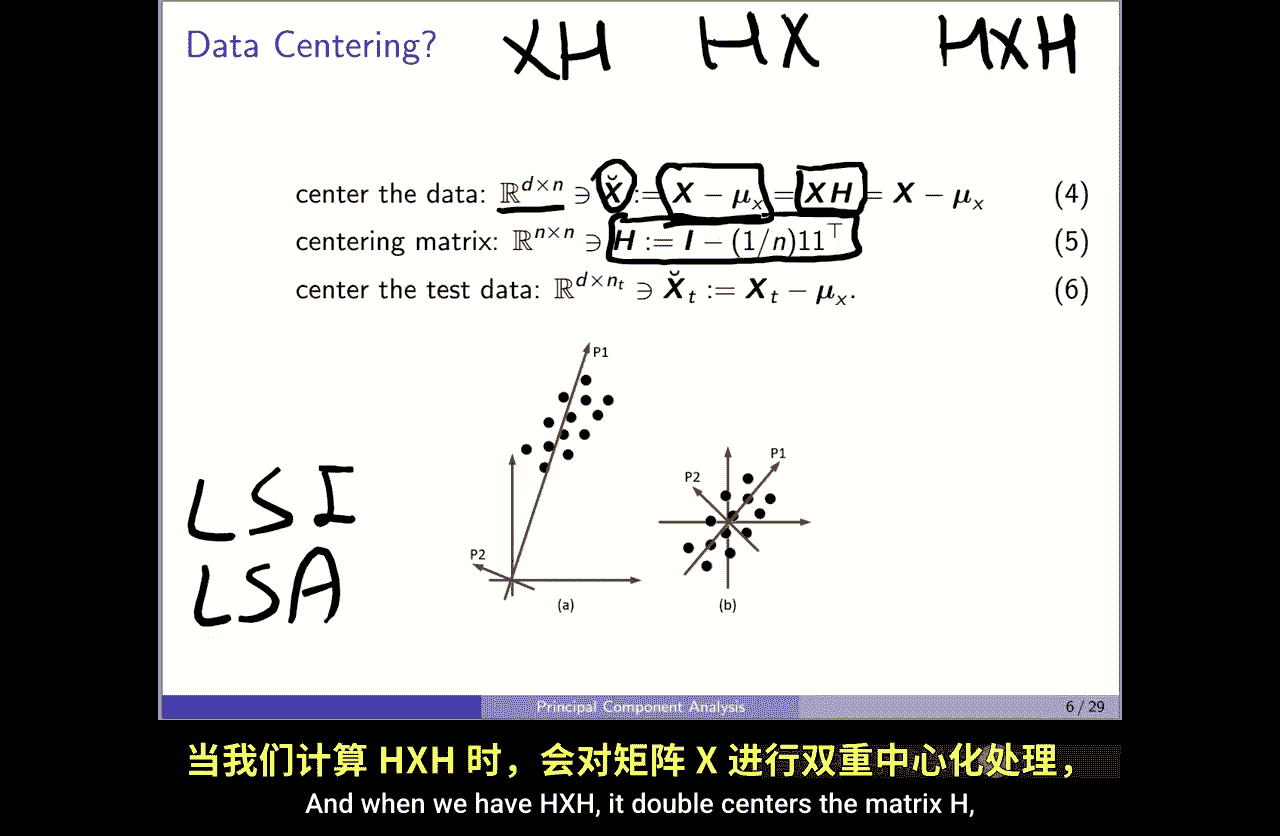 Data Centering? XH HX HXH
center the data: ℝ^{d×n} ∋ X̆ := X − μ_x = XH = X − μ_x (4)
centering matrix: ℝ^{n×n} ∋ H := I − (1/n)11^⊤ (5)
center the test data: ℝ^{d×n_t} ∋ X̆_t := X_t − μ_x. (6)
P1
P1
P2
LSI
P2
LSA
(a) (b)
Principal Component Analysis 6 / 29
当我们计算 HXH 时，会对矩阵 X 进行双重中心化处理，
And when we have HXH, it double centers the matrix H,